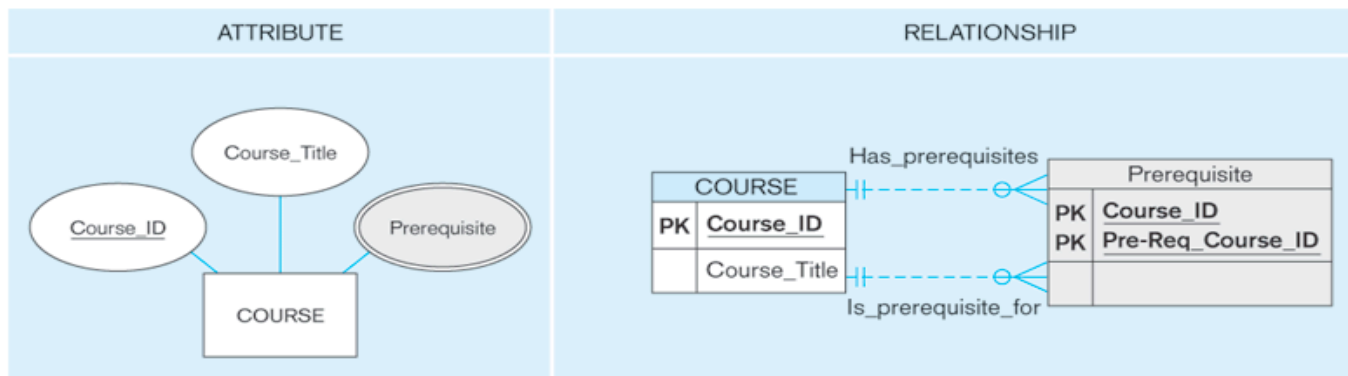 ATTRIBUTE
RELATIONSHIP
Course_Title
Course_ID
Prerequisite
COURSE
Has_prerequisites
COURSE
PK Course_ID
Course_Title
Is_prerequisite_for
Prerequisite
PK Course_ID
PK Pre-Req_Course_ID